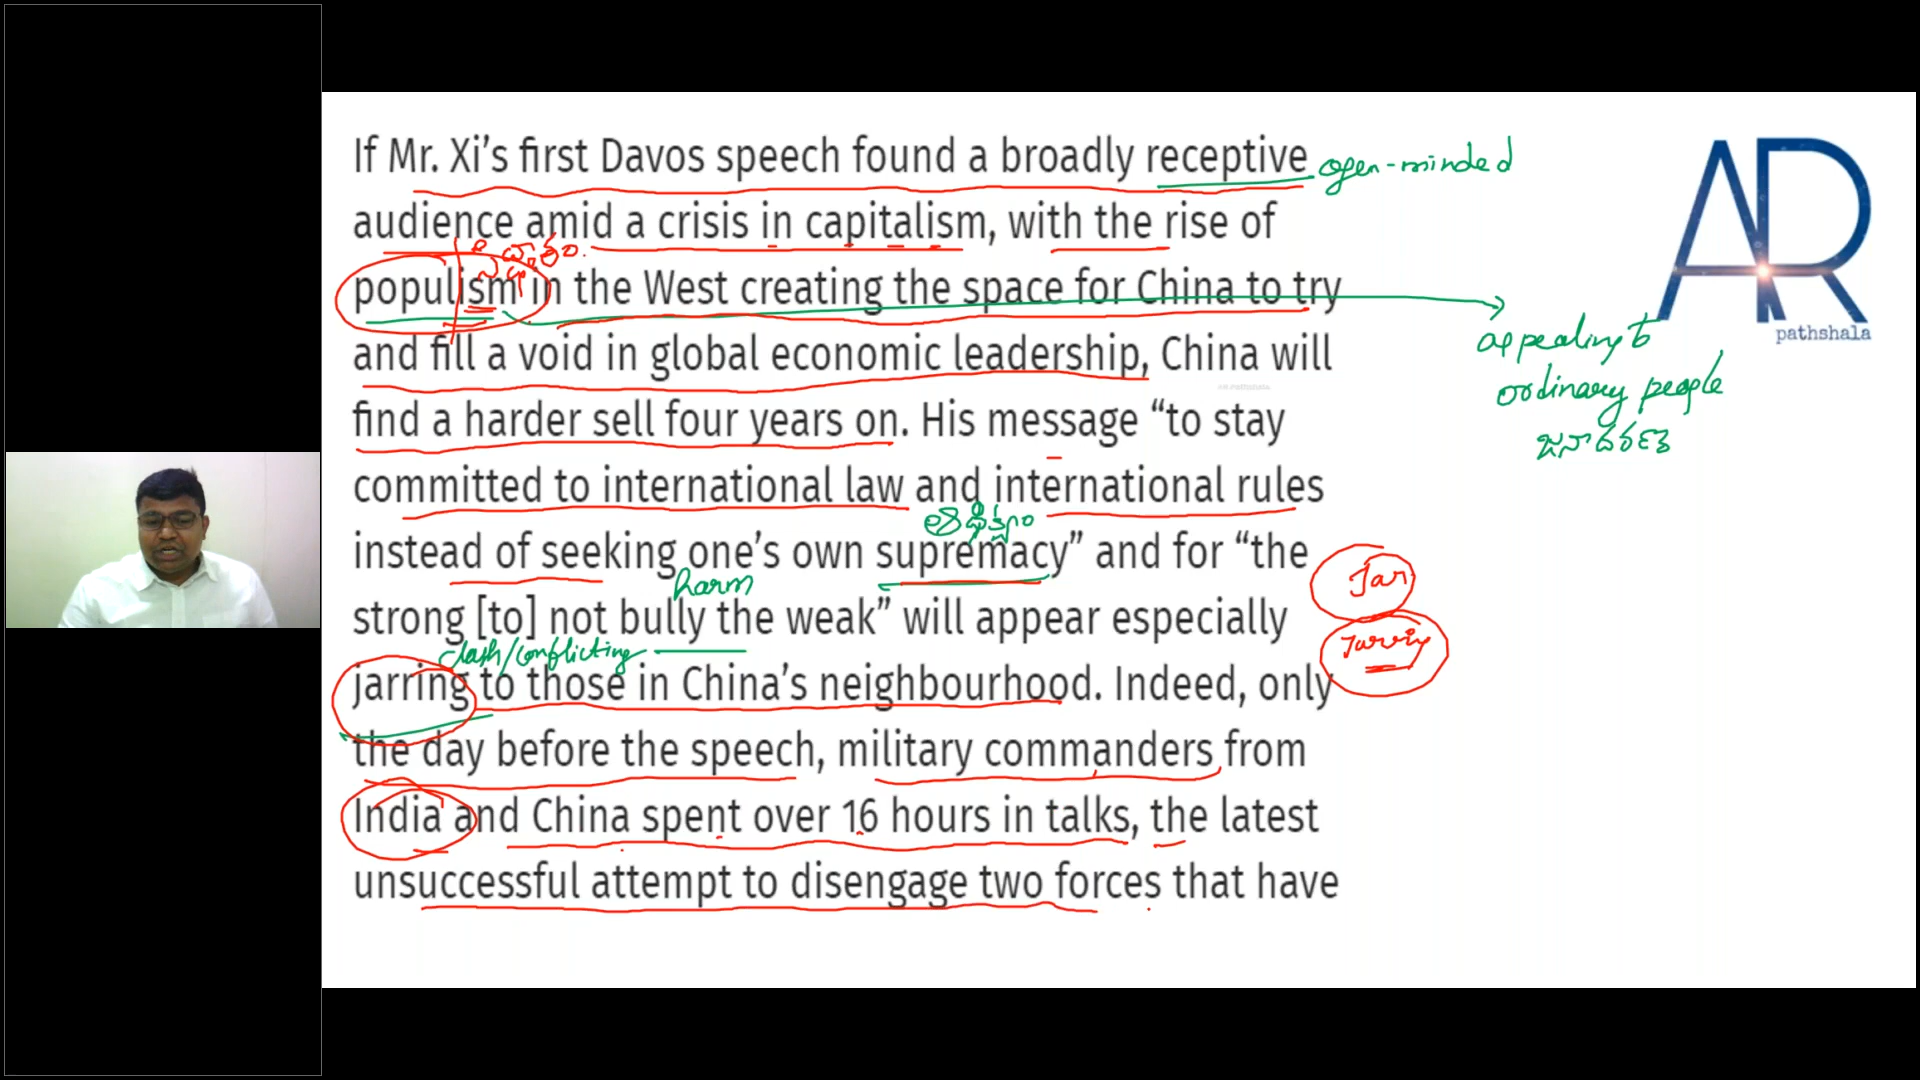 If Mr. Xi’s first Davos speech found a broadly receptive open-minded
audience amid a crisis in capitalism, with the rise of
populism in the West creating the space for China to try
and fill a void in global economic leadership, China will
find a harder sell four years on. His message “to stay
committed to international law and international rules
instead of seeking one’s own supremacy” and for “the
harm
strong [to] not bully the weak” will appear especially
clash/conflicting
jarring to those in China’s neighbourhood. Indeed, only
the day before the speech, military commanders from
India and China spent over 16 hours in talks, the latest
unsuccessful attempt to disengage two forces that have
AR
pathshala
appealing to
ordinary people
Jar
Jarring